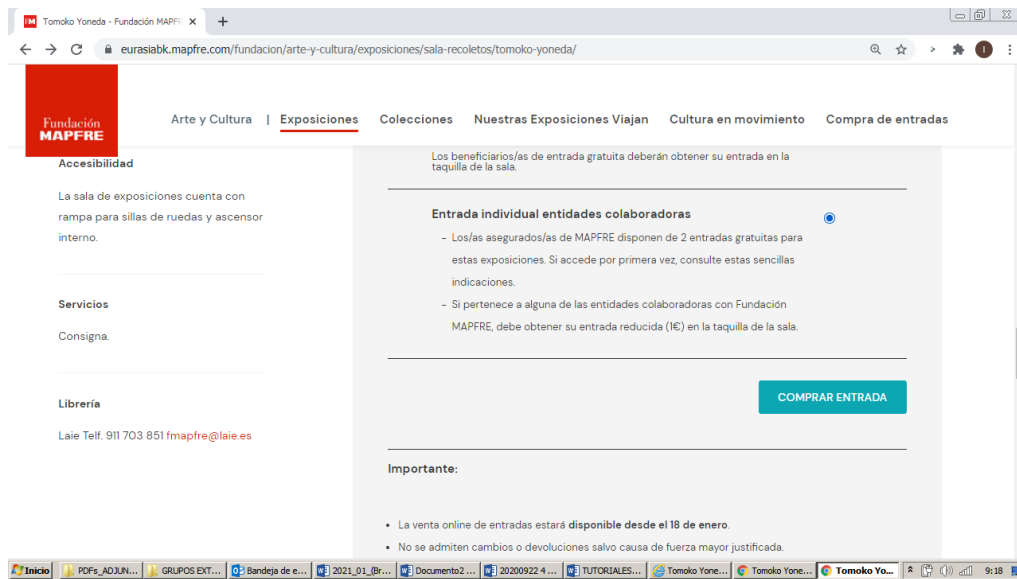 Tomoko Yoneda - Fundación MAPFR
eurasiabk.mapfre.com/fundacion/arte-y-cultura/exposiciones/sala-recoletos/tomoko-yoneda/
I
Fundación
MAPFRE
Arte y Cultura | Exposiciones Colecciones Nuestras Exposiciones Viajan Cultura en movimiento Compra de entradas
Accesibilidad
La sala de exposiciones cuenta con
rampa para sillas de ruedas y ascensor
interno.
Servicios
Consigna.
Librería
Laie Telf. 911 703 851 fmapfre@laie.es
Los beneficiarios/as de entrada gratuita deberán obtener su entrada en la
taquilla de la sala.
Entrada individual entidades colaboradoras
- Los/as asegurados/as de MAPFRE disponen de 2 entradas gratuitas para
estas exposiciones. Si accede por primera vez, consulte estas sencillas
indicaciones.
- Si pertenece a alguna de las entidades colaboradoras con Fundación
MAPFRE, debe obtener su entrada reducida (1€) en la taquilla de la sala.
COMPRAR ENTRADA
Importante:
• La venta online de entradas estará disponible desde el 18 de enero.
• No se admiten cambios o devoluciones salvo causa de fuerza mayor justificada.
Inicio PDFs_ADJUN... GRUPOS EXT... Bandeja de e... 2021_01_(Br... Documento2 ... 20200922 4 ... TUTORIALES... Tomoko Yone... Tomoko Yone... Tomoko Yo... 9:18